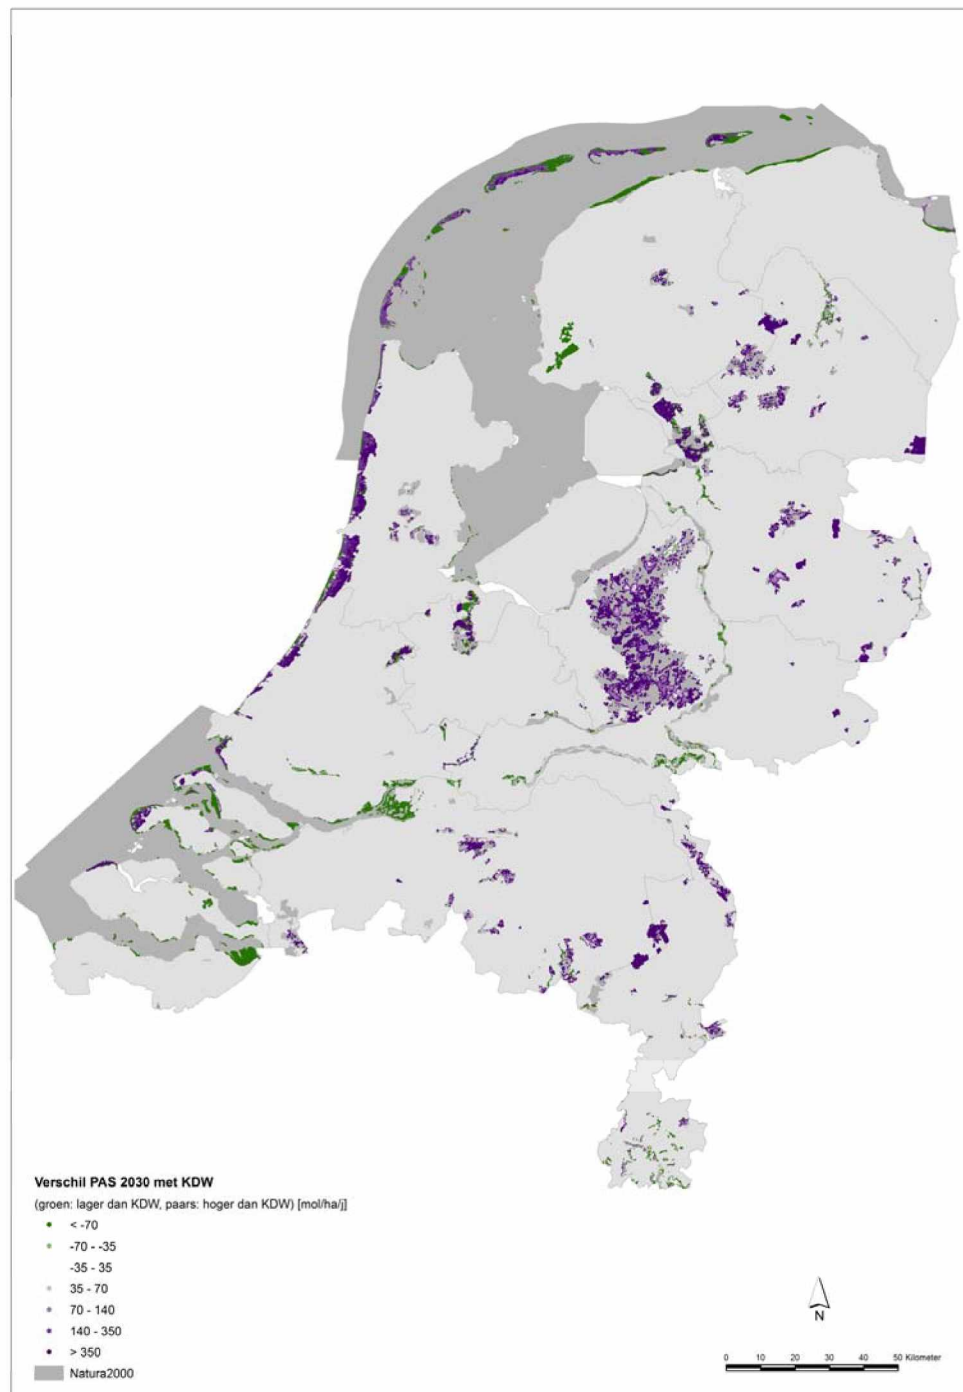 Verschil PAS 2030 met KDW
(groen: lager dan KDW, paars: hoger dan KDW) [mol/ha/j]
< -70
-70 - -35
-35 - 35
35 - 70
70 - 140
140 - 350
> 350
Natura2000
N
0 10 20 30 40 50 Kilometer